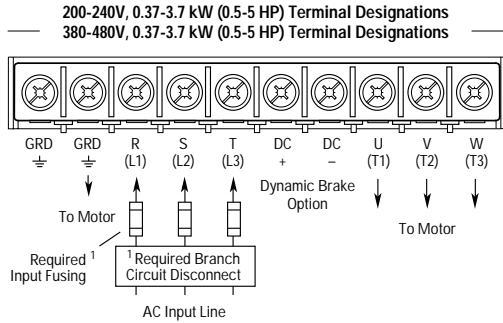 200-240V, 0.37-3.7 kW (0.5-5 HP) Terminal Designations
380-480V, 0.37-3.7 kW (0.5-5 HP) Terminal Designations
GRD GRD R S T DC DC U V W
(L1) (L2) (L3) + – (T1) (T2) (T3)
Dynamic Brake
Option
To Motor
To Motor
Required 1
Input Fusing
1 Required Branch
Circuit Disconnect
AC Input Line